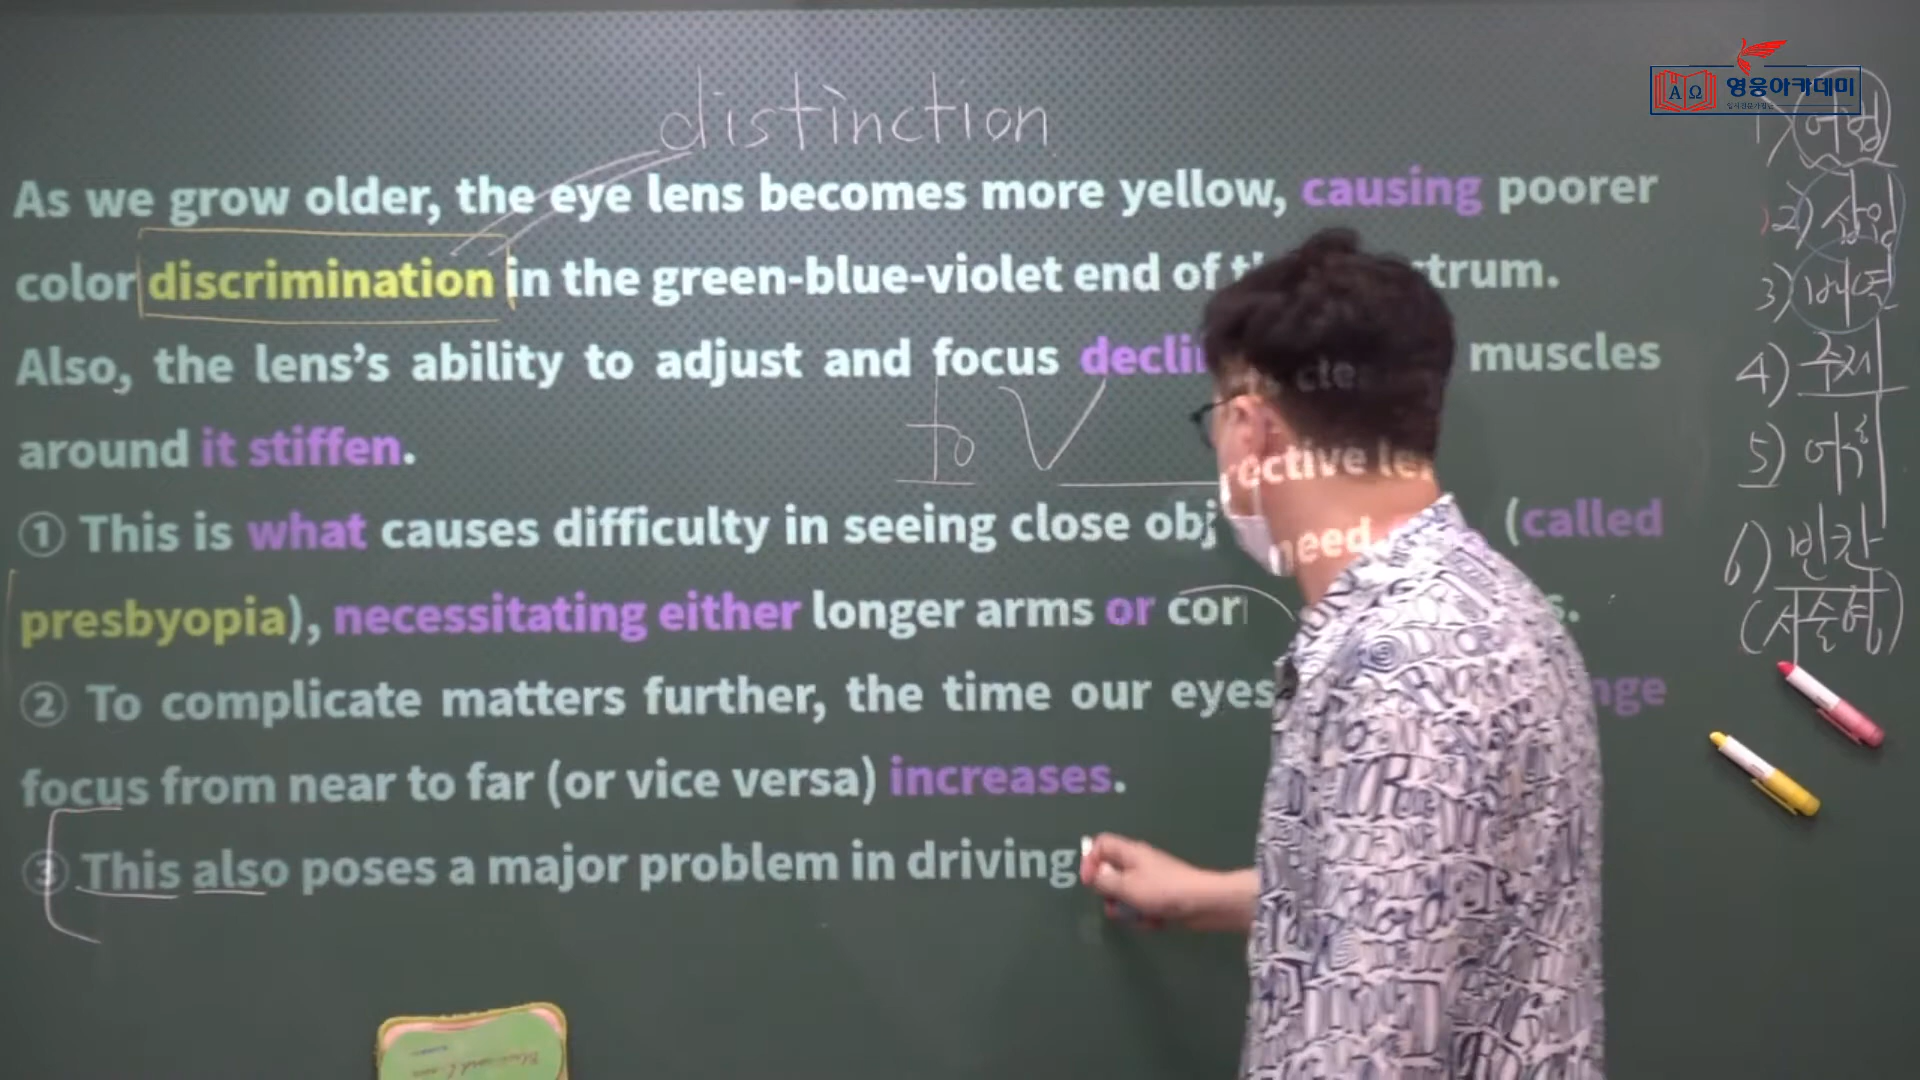 영웅아카데미
distinction
As we grow older, the eye lens becomes more yellow, causing poorer
color discrimination in the green-blue-violet end of trum.
Also, the lens’s ability to adjust and focus muscles
around it stiffen.
to V
① This is what causes difficulty in seeing close need (called
presbyopia), necessitating either longer arms or
② To complicate matters further, the time our eyes
focus from near to far (or vice versa) increases.
③ This also poses a major problem in driving
1) 어법
2) 삽입
3) 배열
4) 주제
5) 어휘
6) 빈칸
(서술형)